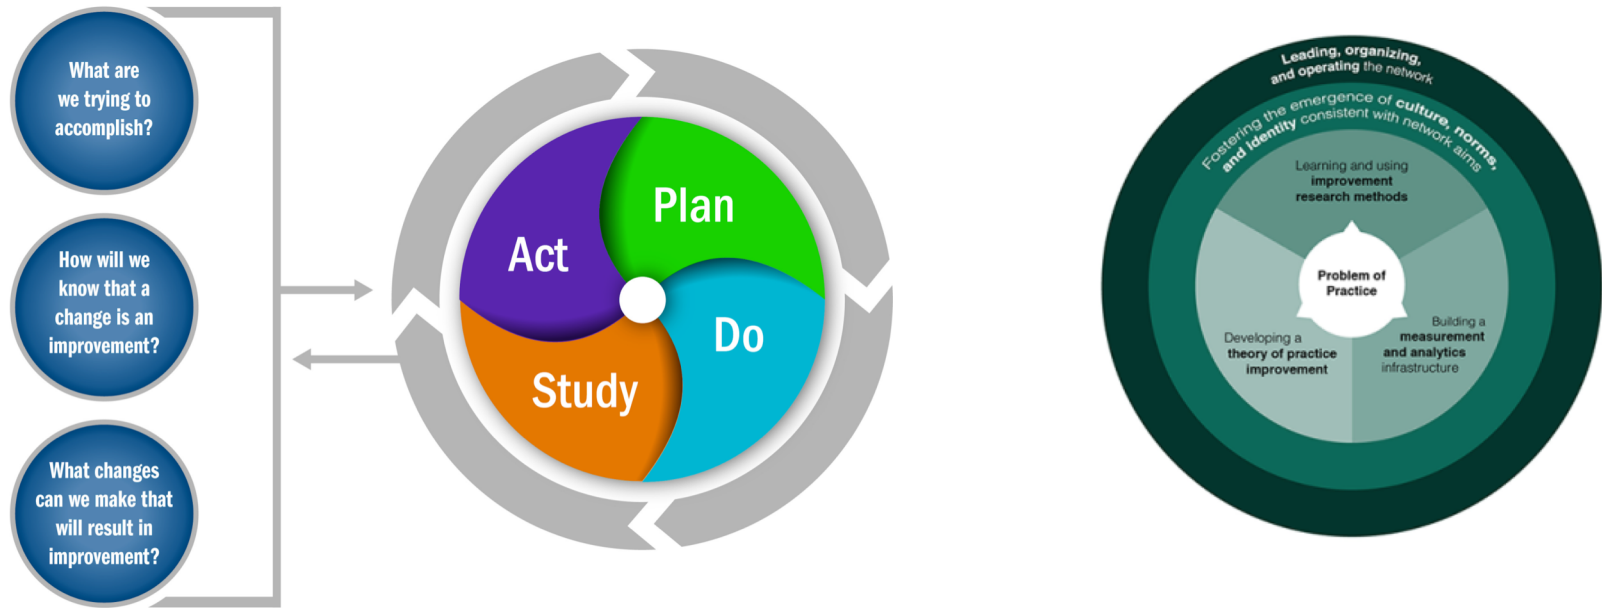 What are
we trying to
accomplish?
How will we
know that a
change is an
improvement?
What changes
can we make that
will result in
improvement?
Act
Plan
Do
Study
Leading, organizing,
and operating the network
Fostering the emergence of culture, norms,
and identity consistent with network aims
Learning and using
improvement
research methods
Problem of
Practice
Developing a
theory of practice
improvement
Building a
measurement
and analytics
infrastructure